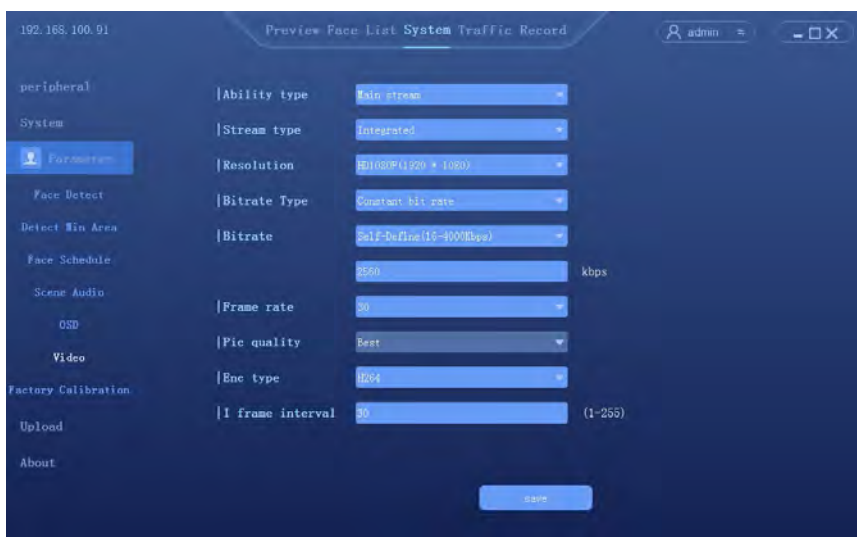 192.168.100.91
Preview Face List System Traffic Record
admin
peripheral
System
Parameter
Face Detect
Detect Min Area
Face Schedule
Scene Audio
OSD
Video
Factory Calibration
Upload
About
|Ability type Main stream
|Stream type Integrated
|Resolution HD1080P(1920 * 1080)
|Bitrate Type Constant bit rate
|Bitrate Self-Define(16-4000Kbps)
2560 kbps
|Frame rate 30
|Pic quality Best
|Enc type H264
|I frame interval 30 (1-255)
save